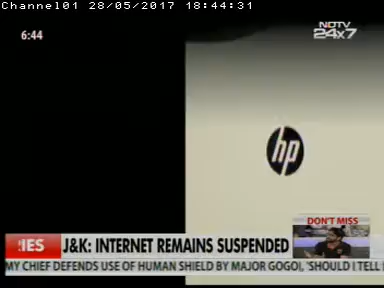 Channel01 28/05/2017 18:44:31
NDTV
6:44
24x7
hp
DON'T MISS
:IES
J&K: INTERNET REMAINS SUSPENDED
MY CHIEF DEFENDS USE OF HUMAN SHIELD BY MAJOR GOGOI, 'SHOULD I TELL